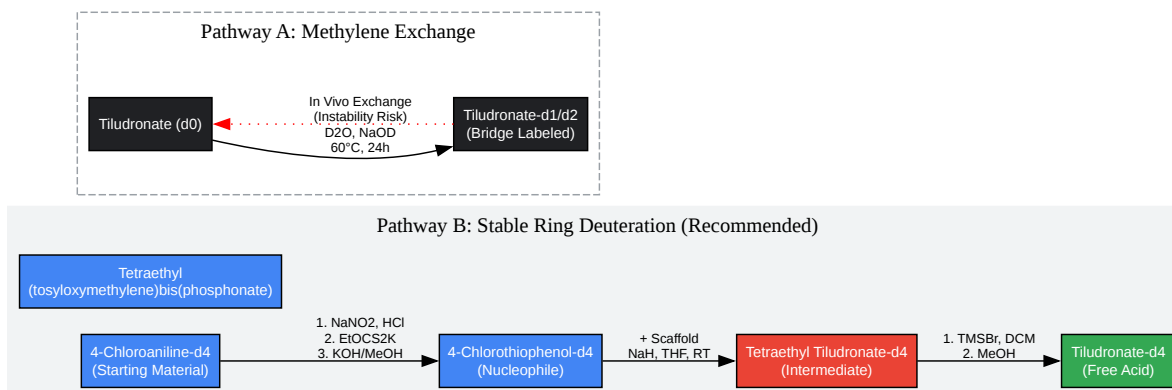 Pathway A: Methylene Exchange
Tiludronate (d0)
In Vivo Exchange
(Instability Risk)
D2O, NaOD
60°C, 24h
Tiludronate-d1/d2
(Bridge Labeled)
Pathway B: Stable Ring Deuteration (Recommended)
Tetraethyl
(tosyloxymethylene)bis(phosphonate)
4-Chloroaniline-d4
(Starting Material)
1. NaNO2, HCl
2. EtOCS2K
3. KOH/MeOH
4-Chlorothiophenol-d4
(Nucleophile)
+ Scaffold
NaH, THF, RT
Tetraethyl Tiludronate-d4
(Intermediate)
1. TMSBr, DCM
2. MeOH
Tiludronate-d4
(Free Acid)